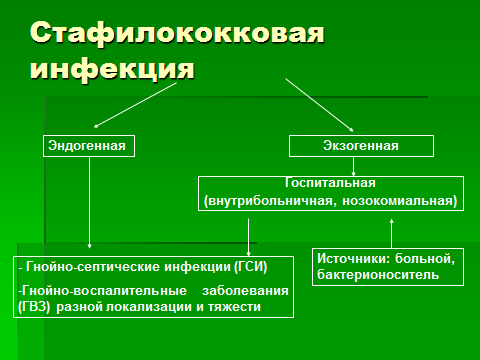 Стафилококковая
инфекция
Эндогенная
Экзогенная
Госпитальная
(внутрибольничная, нозокомиальная)
- Гнойно-септические инфекции (ГСИ)
-Гнойно-воспалительные заболевания
(ГВЗ) разной локализации и тяжести
Источники: больной,
бактерионоситель